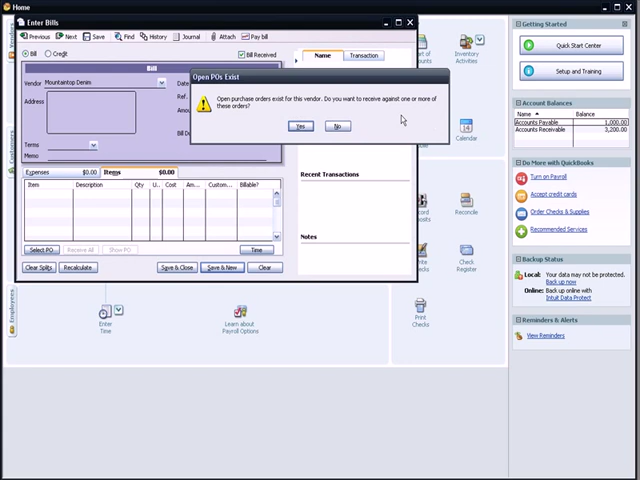 Home
Enter Bills
Previous
Next
Save
Find
History
Journal
Attach
Pay bill
Bill
Credit
Bill Received
Bill
Vendor
Mountaintop Denim
Date
Address
Ref.
Amou
Bill Du
Terms
Memo
Expenses
$0.00
Items
$0.00
Item
Description
Qty
U...
Cost
Am...
Custom...
Billable?
Select PO
Receive All
Show PO
Time
Clear Splits
Recalculate
Save & Close
Save & New
Clear
Name
Transaction
Recent Transactions
Notes
Open POs Exist
Open purchase orders exist for this vendor. Do you want to receive against one or more of
these orders?
Yes
No
Vendors
Customers
Employees
Enter
Time
Learn about
Payroll Options
Inventory
Activities
14
Calendar
Reconcile
Check
Register
Print
Checks
Getting Started
Quick Start Center
Setup and Training
Account Balances
Name
Balance
Accounts Payable
1,000.00
Accounts Receivable
3,200.00
Do More with QuickBooks
Turn on Payroll
Accept credit cards
Order Checks & Supplies
Recommended Services
Backup Status
Local: Your data may not be protected.
Back up now
Online: Back up online with
Intuit Data Protect
Reminders & Alerts
View Reminders